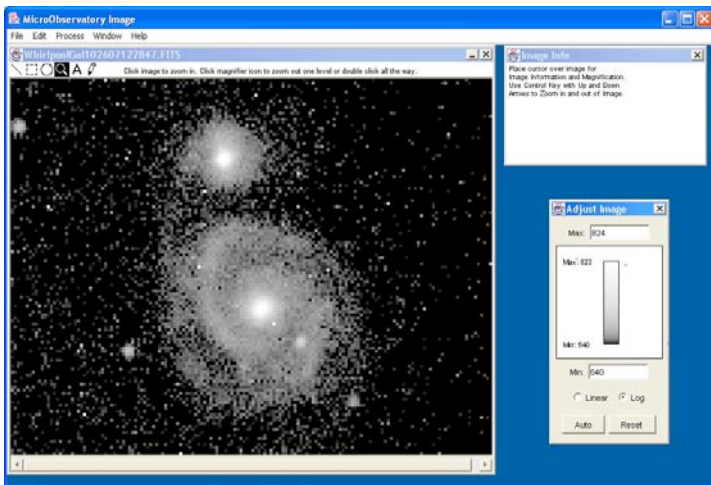 MicroObservatory Image
File Edit Process Window Help
WhirlpoolGal102607122847.FITS
A
Click image to zoom in. Click magnifier icon to zoom out one level or double click all the way.
Image Info
Place cursor over image for
Image Information and Magnification.
Use Control Key with Up and Down
Arrows to Zoom in and out of Image.
Adjust Image
Max: 824
Max: 823
Min: 640
Min: 640
Linear Log
Auto Reset